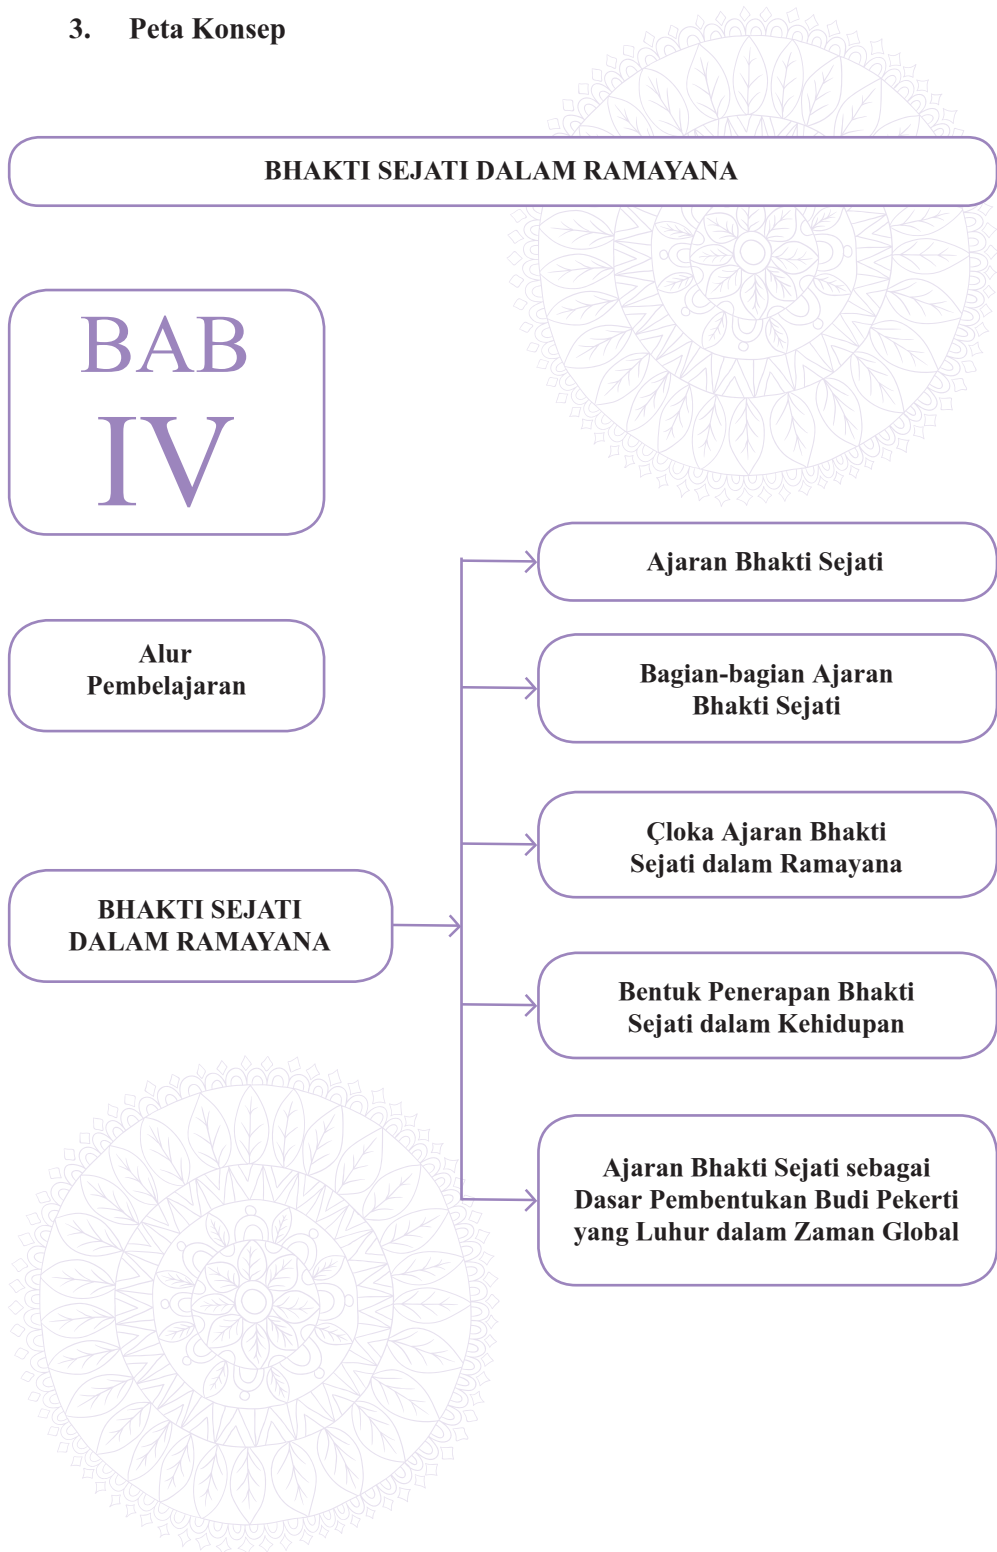 3. Peta Konsep
BHAKTI SEJATI DALAM RAMAYANA
BAB
IV
Alur
Pembelajaran
BHAKTI SEJATI
DALAM RAMAYANA
Ajaran Bhakti Sejati
Bagian-bagian Ajaran
Bhakti Sejati
Çloka Ajaran Bhakti
Sejati dalam Ramayana
Bentuk Penerapan Bhakti
Sejati dalam Kehidupan
Ajaran Bhakti Sejati sebagai
Dasar Pembentukan Budi Pekerti
yang Luhur dalam Zaman Global